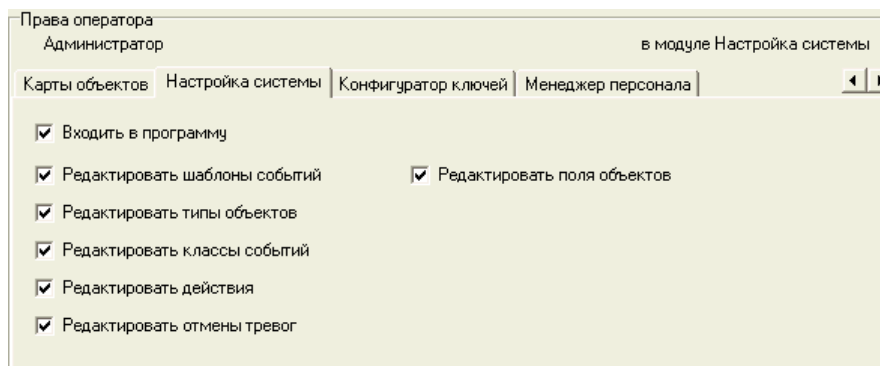 Права оператора
Администратор в модуле Настройка системы
Карты объектов Настройка системы Конфигуратор ключей Менеджер персонала
Входить в программу
Редактировать шаблоны событий Редактировать поля объектов
Редактировать типы объектов
Редактировать классы событий
Редактировать действия
Редактировать отмены тревог